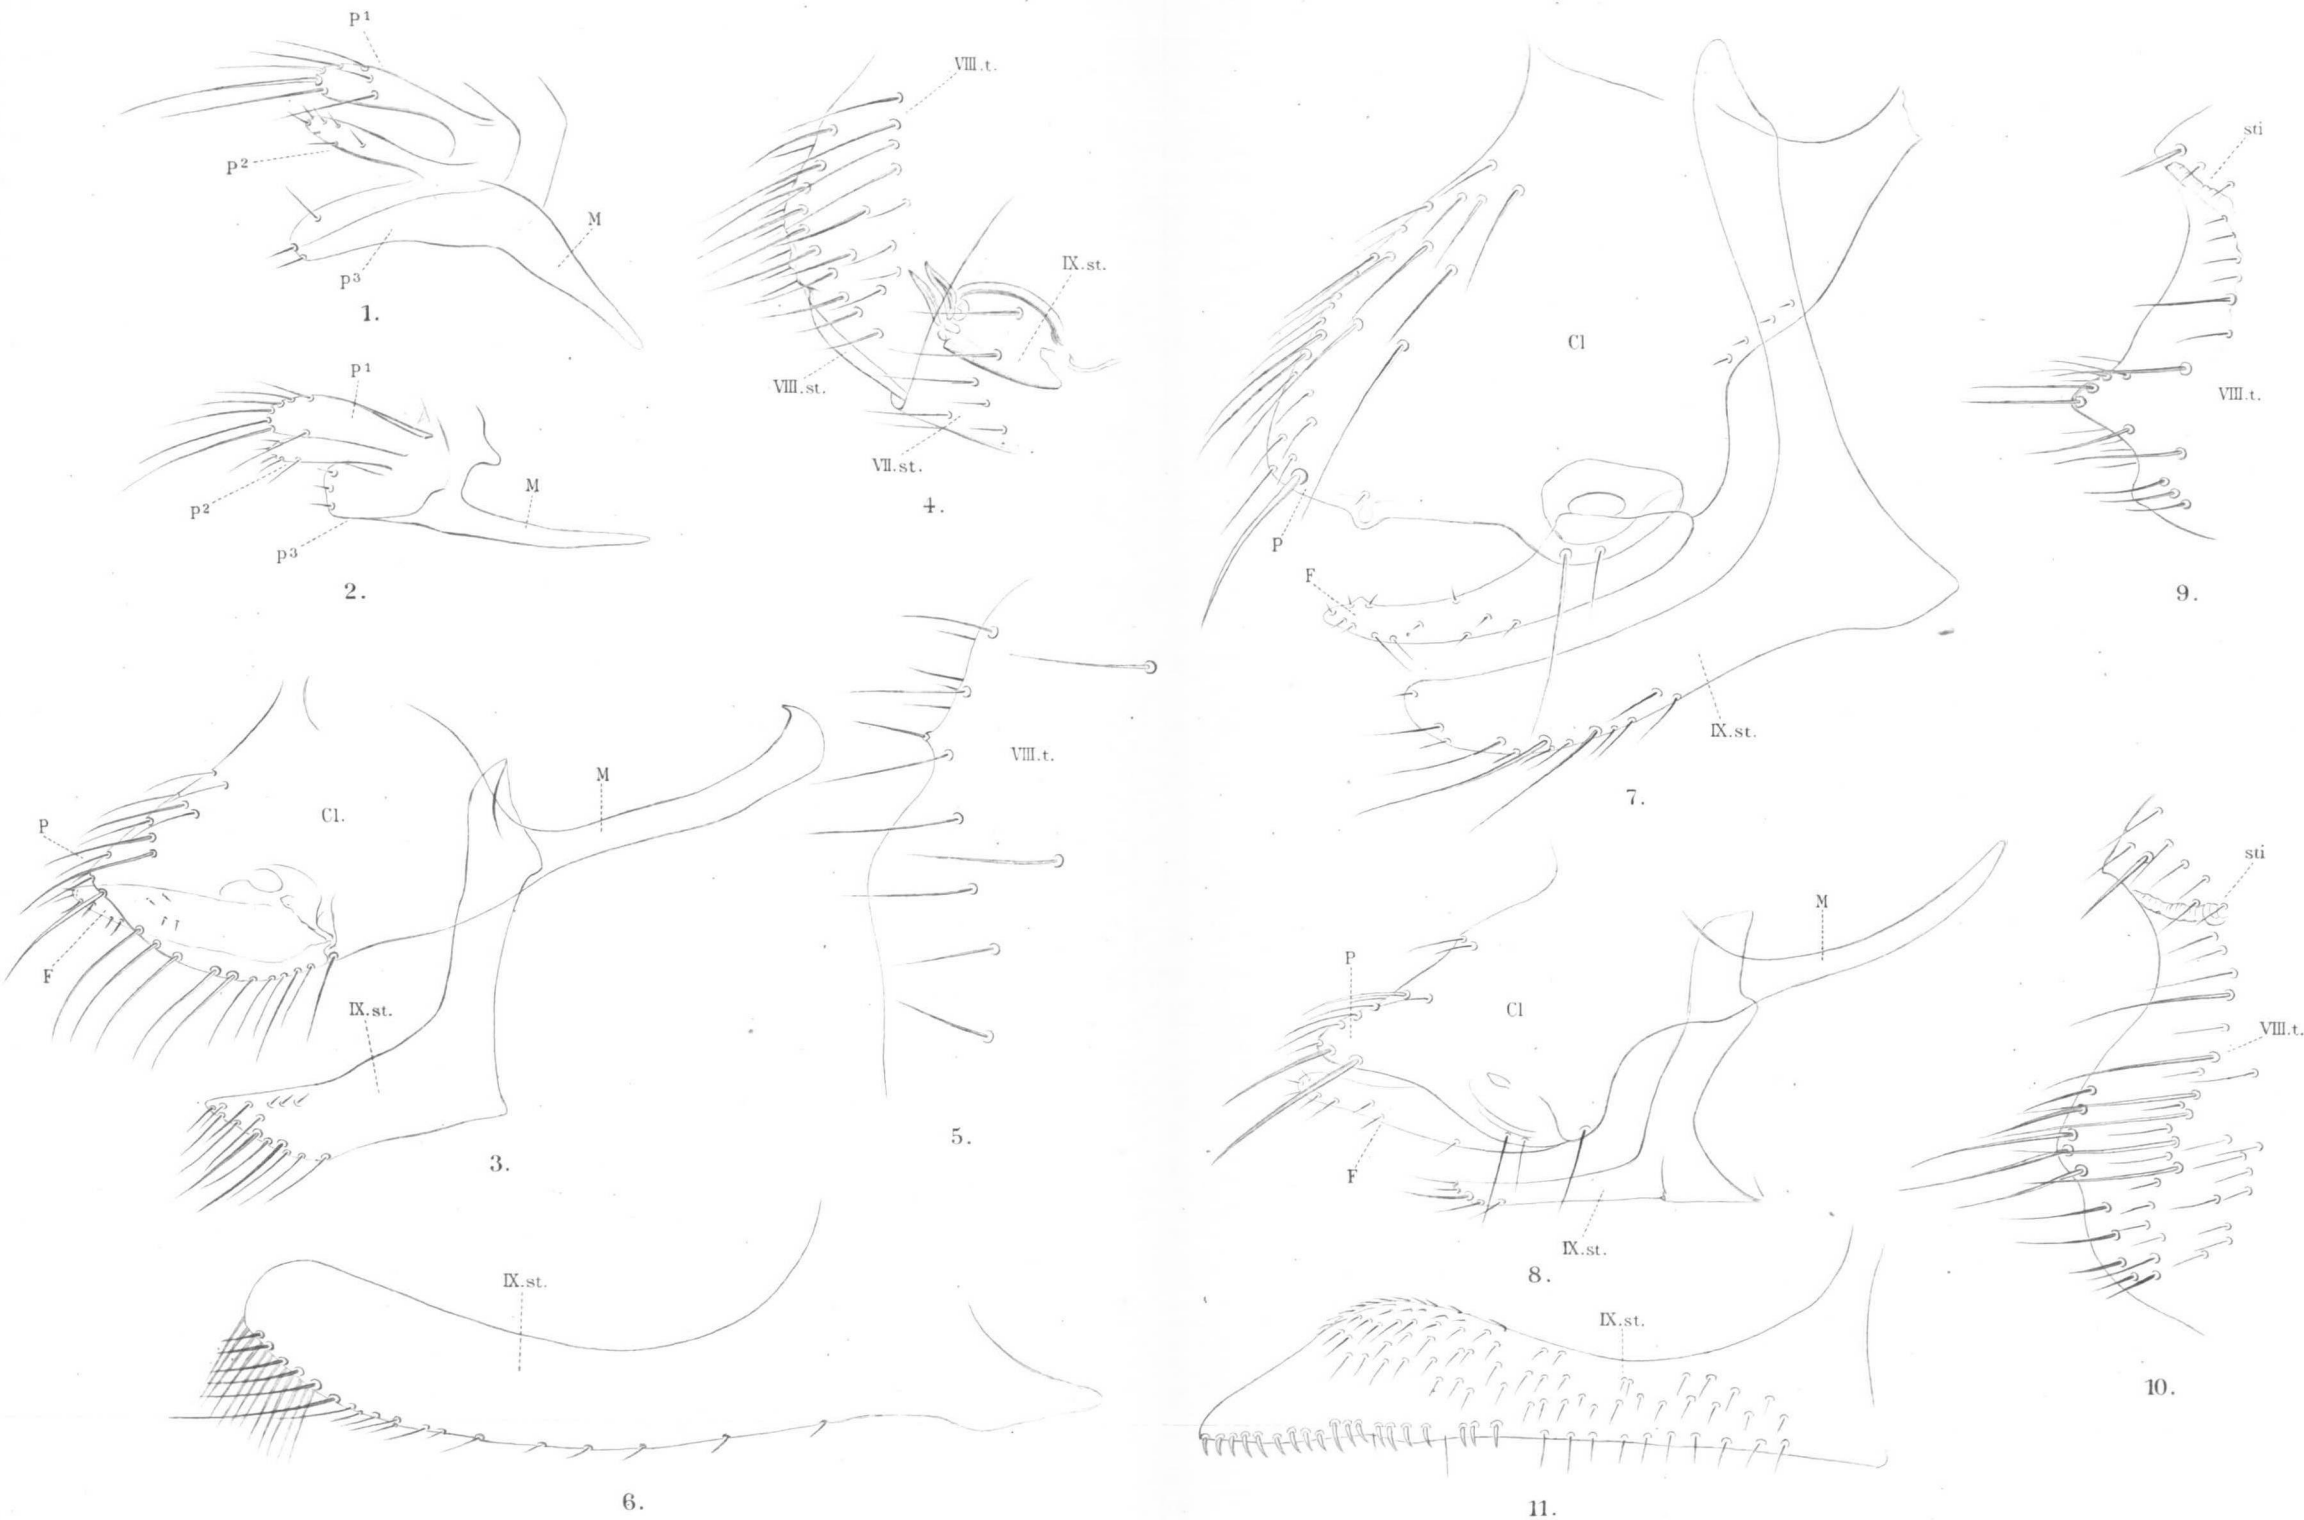 p1
p2
M
p3
1.
p1
p2
M
p3
2.
VIII.t.
IX.st.
VIII.st.
VII.st.
4.
Cl.
P
F
M
IX.st.
3.
VIII.t.
5.
IX.st.
6.
Cl
P
F
IX.st.
7.
sti
VIII.t.
9.
M
P
Cl
F
IX.st.
8.
sti
VIII.t.
10.
IX.st.
11.